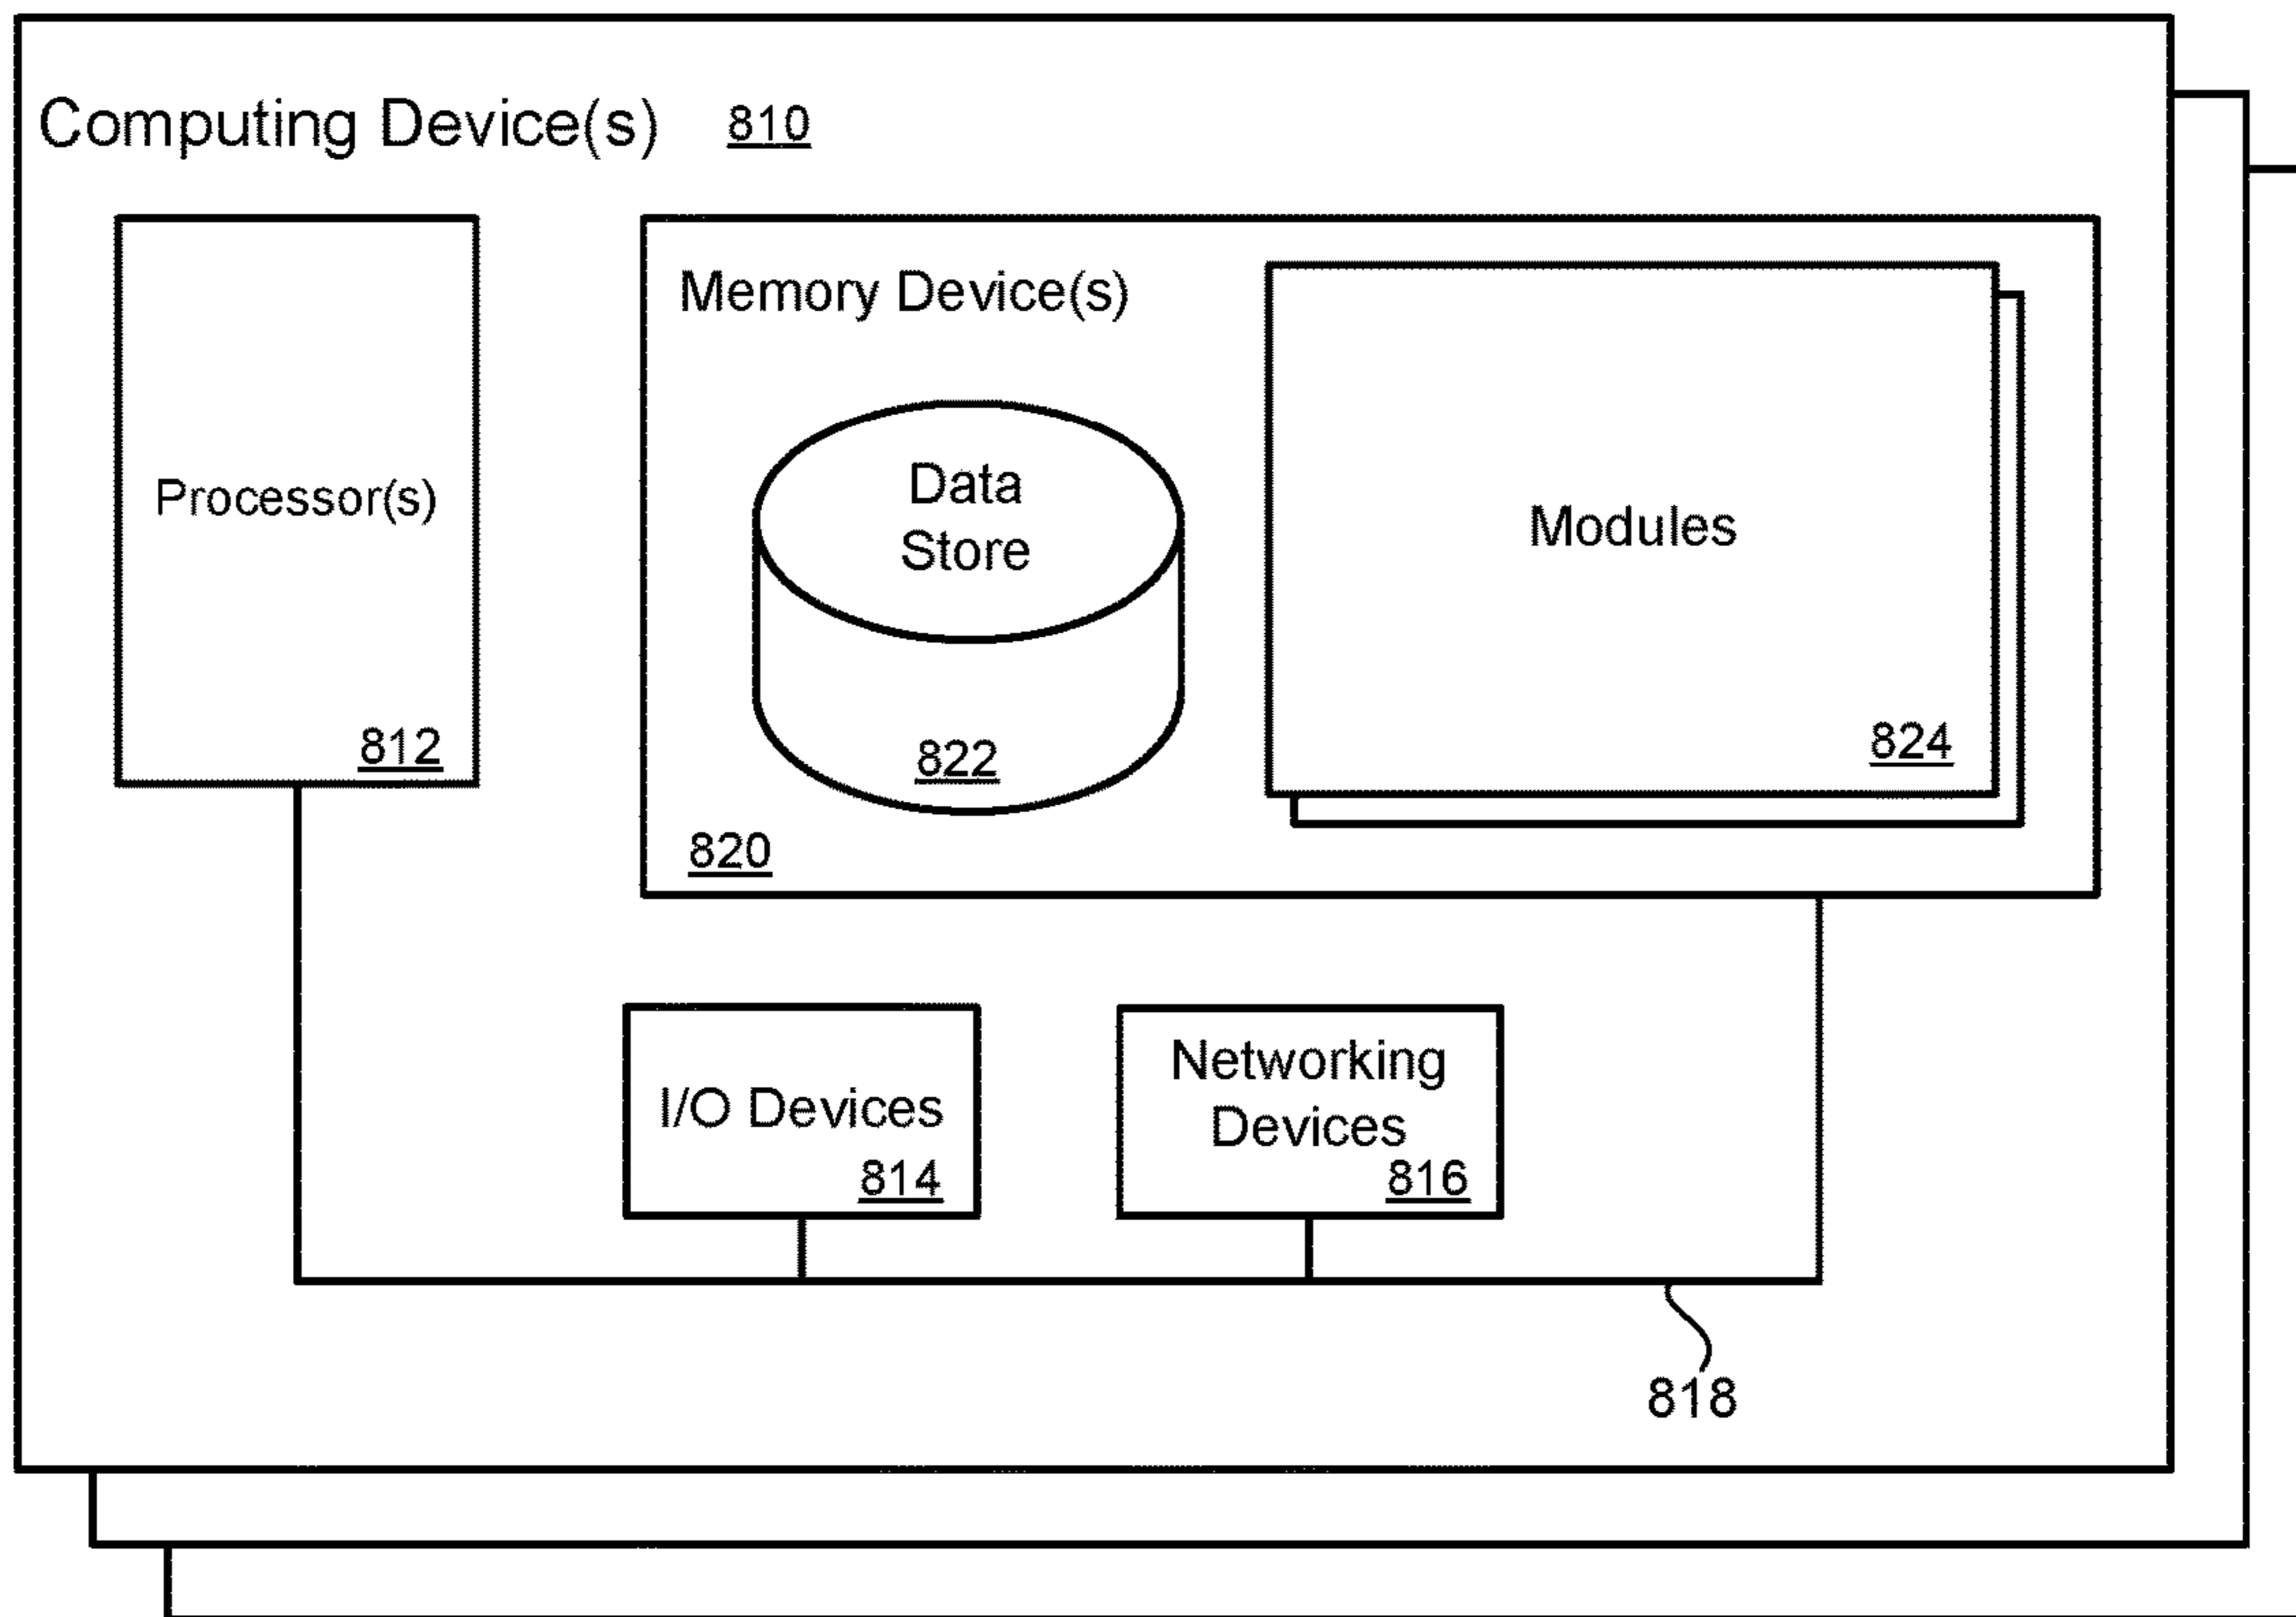 Computing Device(s) 810
Processor(s)
812
Memory Device(s)
Data
Store
822
820
Modules
824
I/O Devices
814
Networking
Devices
816
818